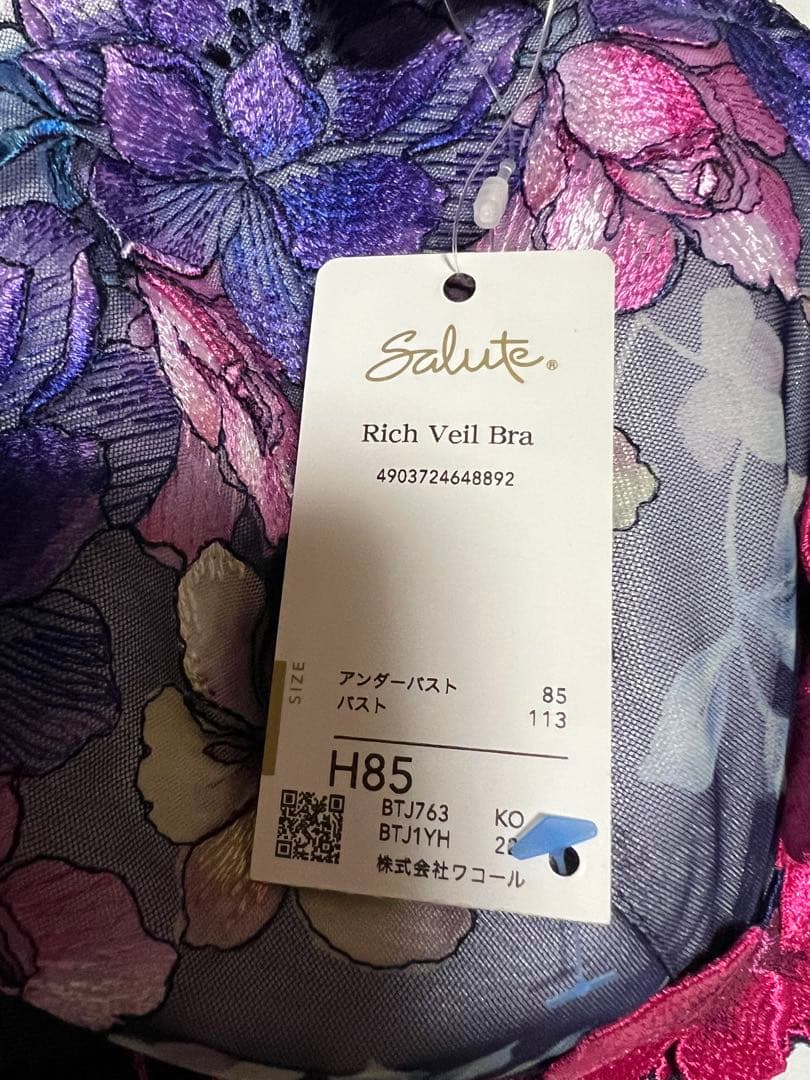 Salute®
Rich Veil Bra
4903724648892
SIZE
アンダーバスト 85
バスト 113
H85
BTJ763 KO
BTJ1YH
株式会社ワコール